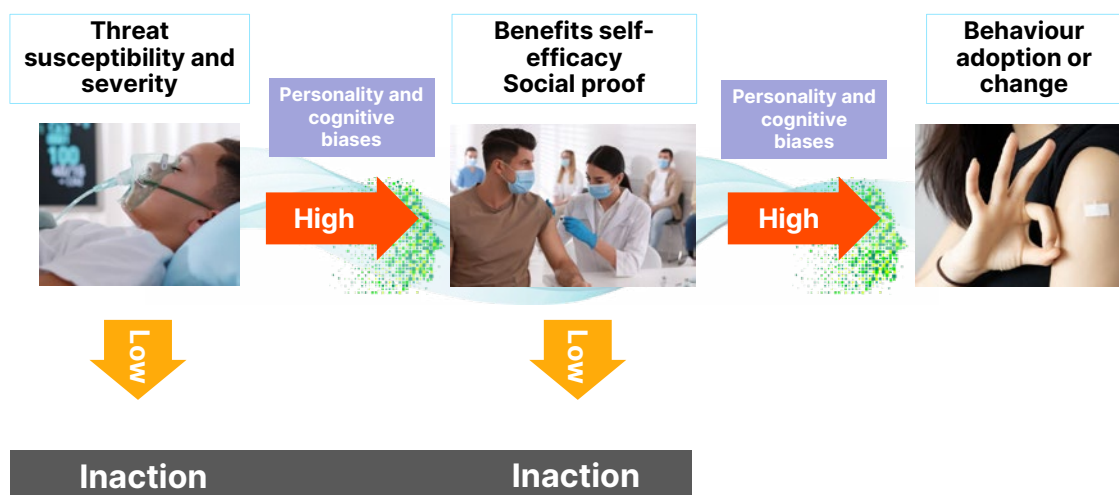 Threat
susceptibility and
severity
Personality and
cognitive
biases
High
Benefits self-
efficacy
Social proof
Personality and
cognitive
biases
High
Behaviour
adoption or
change
100
Low
Low
Inaction
Inaction